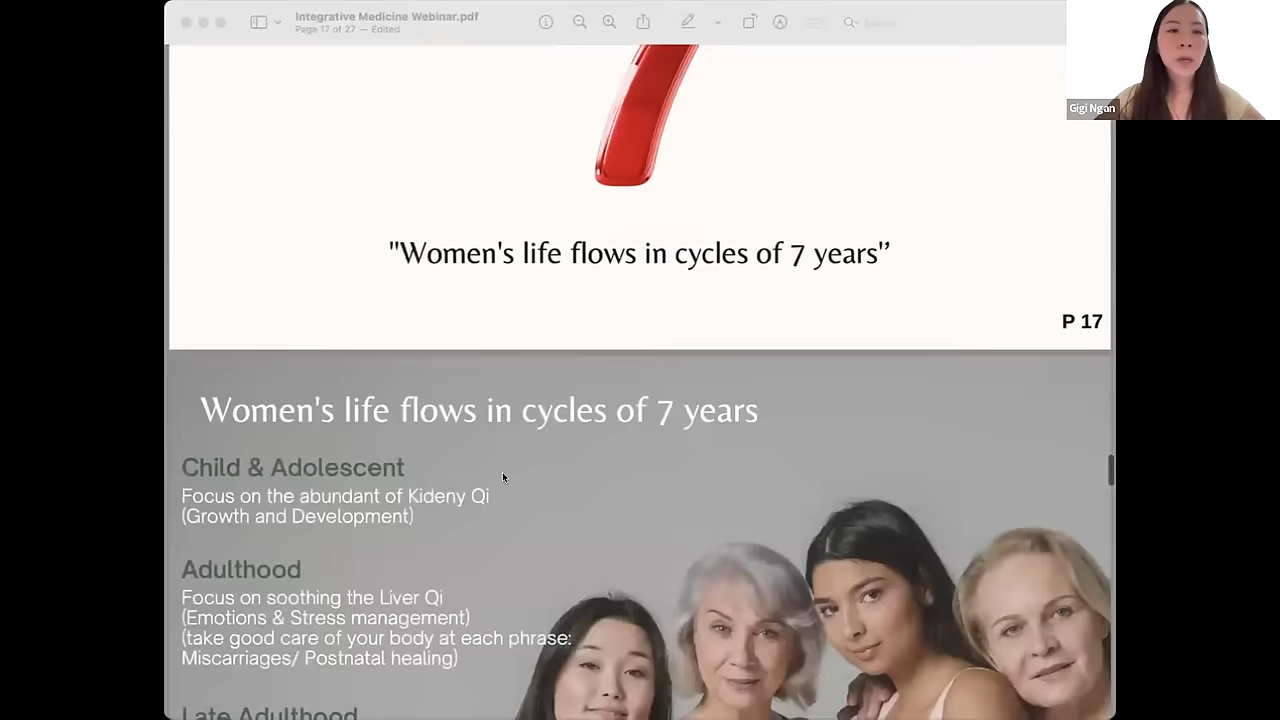 Integrative Medicine Webinar.pdf
Page 17 of 27 — Edited
Gigi Ngan
"Women's life flows in cycles of 7 years”
P 17
Women's life flows in cycles of 7 years
Child & Adolescent
Focus on the abundant of Kideny Qi
(Growth and Development)
Adulthood
Focus on soothing the Liver Qi
(Emotions & Stress management)
(take good care of your body at each phrase:
Miscarriages/ Postnatal healing)
Late Adulthood